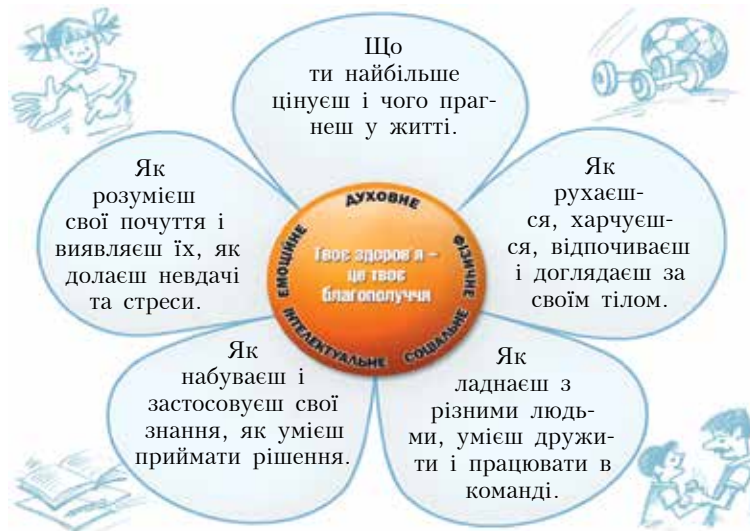 Що
ти найбільше
цінуєш і чого праг-
неш у житті.
Як
розумієш
свої почуття і
виявляєш їх, як
долаєш невдачі
та стреси.
Як
рухаєш-
ся, харчуєш-
ся, відпочиваєш
і доглядаєш за
своїм тілом.
ДУХОВНЕ
ЕМОЦІЙНЕ
ФІЗИЧНЕ
Твоє здоров'я –
це твоє
благополуччя
ІНТЕЛЕКТУАЛЬНЕ
СОЦІАЛЬНЕ
Як
набуваєш і
застосовуєш свої
знання, як умієш
приймати рішення.
Як
ладнаєш з
різними людь-
ми, умієш дружи-
ти і працювати в
команді.